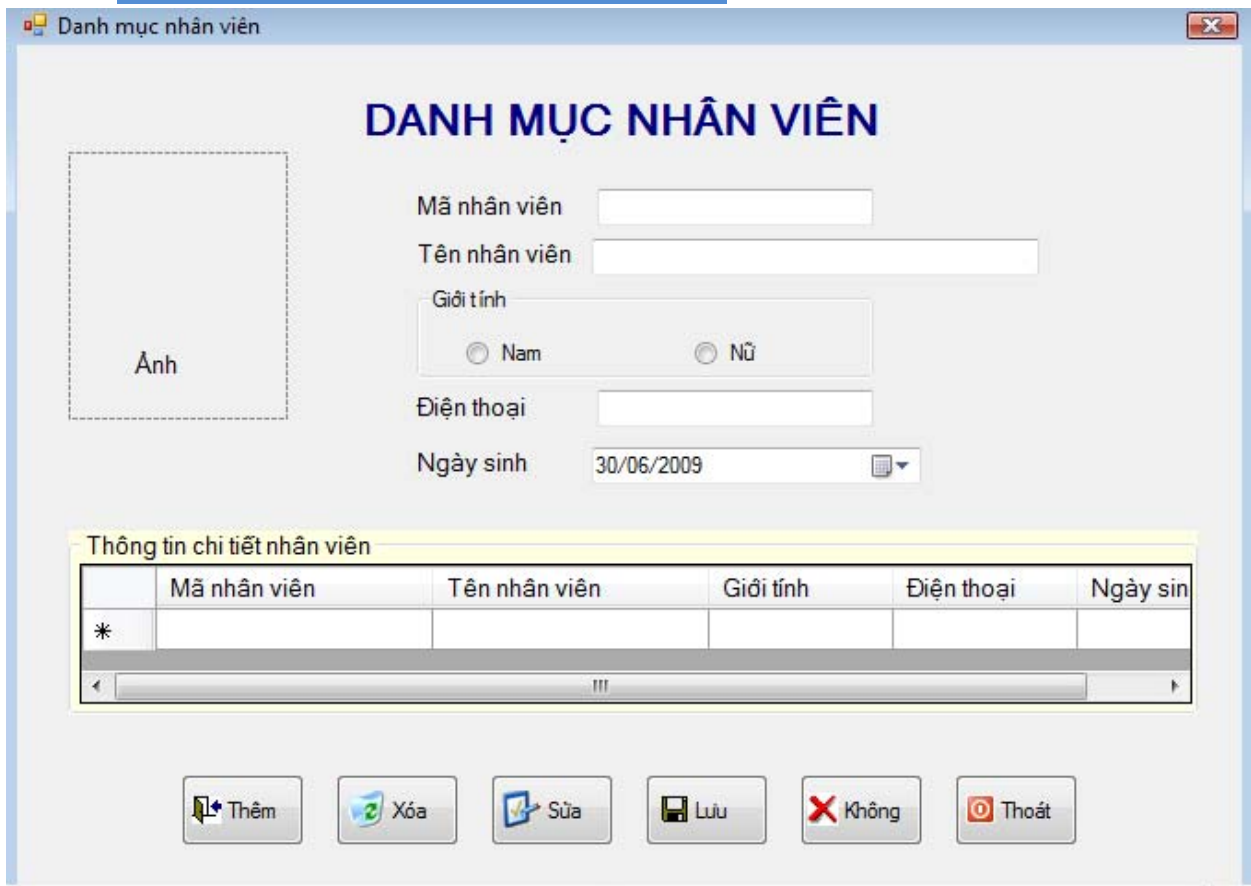 Danh mục nhân viên
DANH MỤC NHÂN VIÊN
Mã nhân viên
Tên nhân viên
Giới tính
Nam Nữ
Ảnh
Điện thoại
Ngày sinh 30/06/2009
Thông tin chi tiết nhân viên
Mã nhân viên Tên nhân viên Giới tính Điện thoại Ngày sin
Thêm Xóa Sửa Lưu Không Thoát